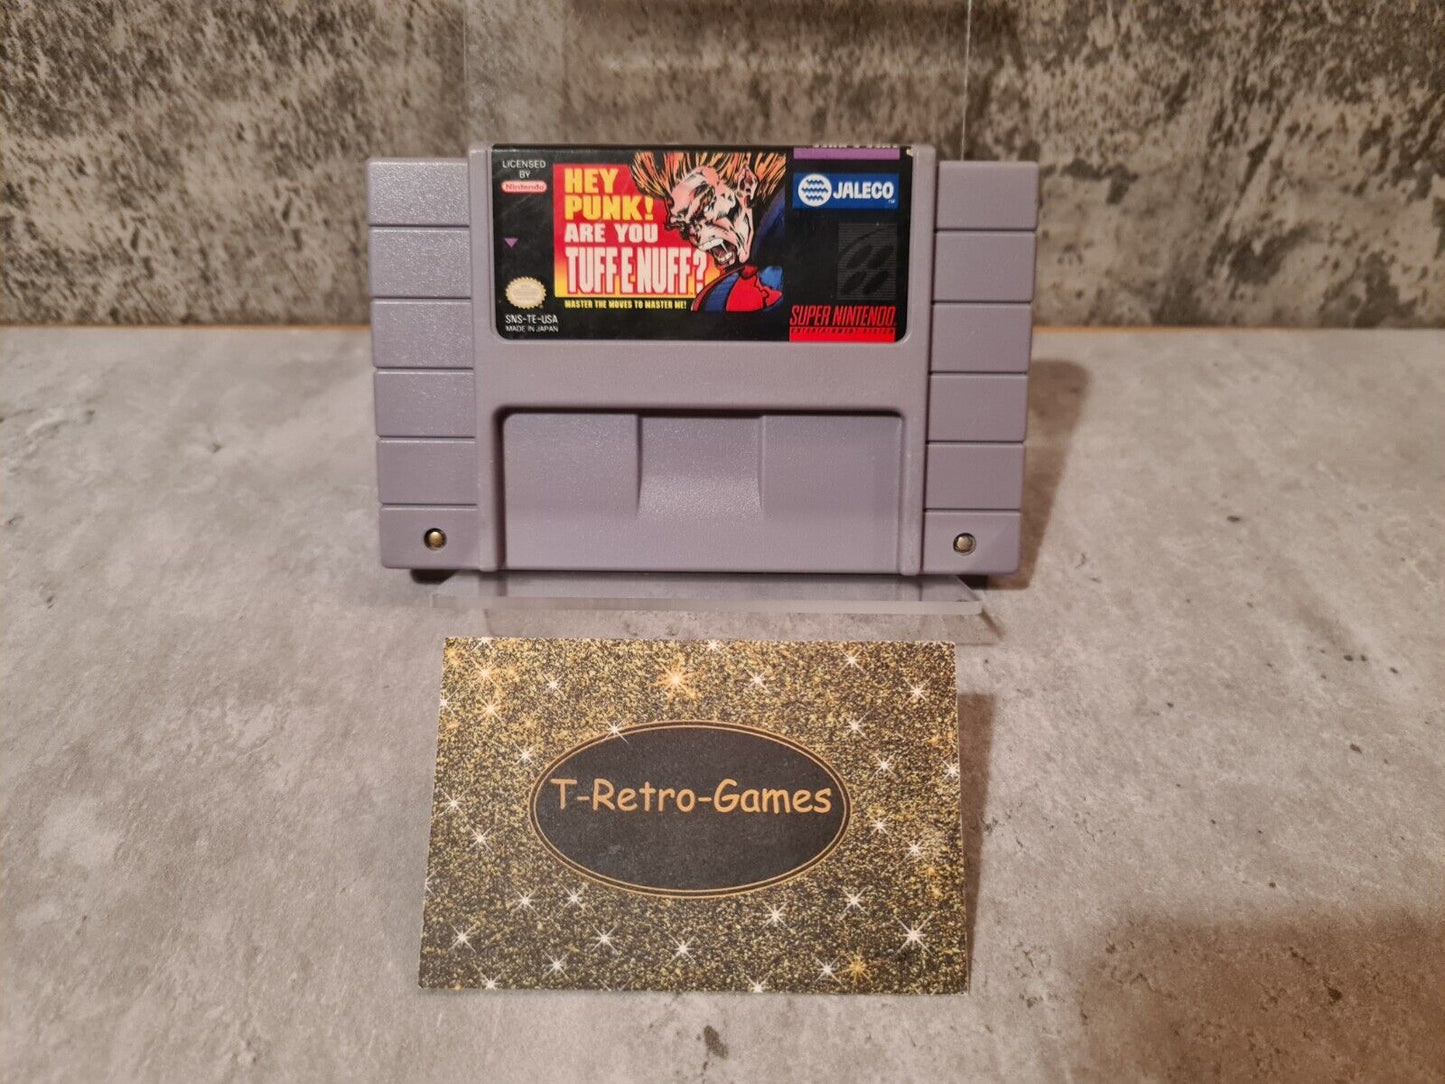 LICENSED
BY
Nintendo
HEY
PUNK!
ARE YOU
TUFF E NUFF?
MASTER THE MOVES TO MASTER ME!
SNS-TE-USA
MADE IN JAPAN
JALECO
TM
SUPER NINTENDO
ENTERTAINMENT SYSTEM
T-Retro-Games